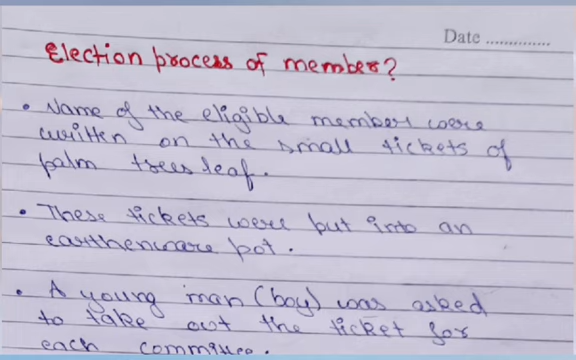 Date ..............
Election process of member?
• Name of the eligible member were
written on the small tickets of
palm trees leaf.
• These tickets were put into an
earthenware pot.
• A young man (boy) was asked
to take out the ticket for
each commitee.